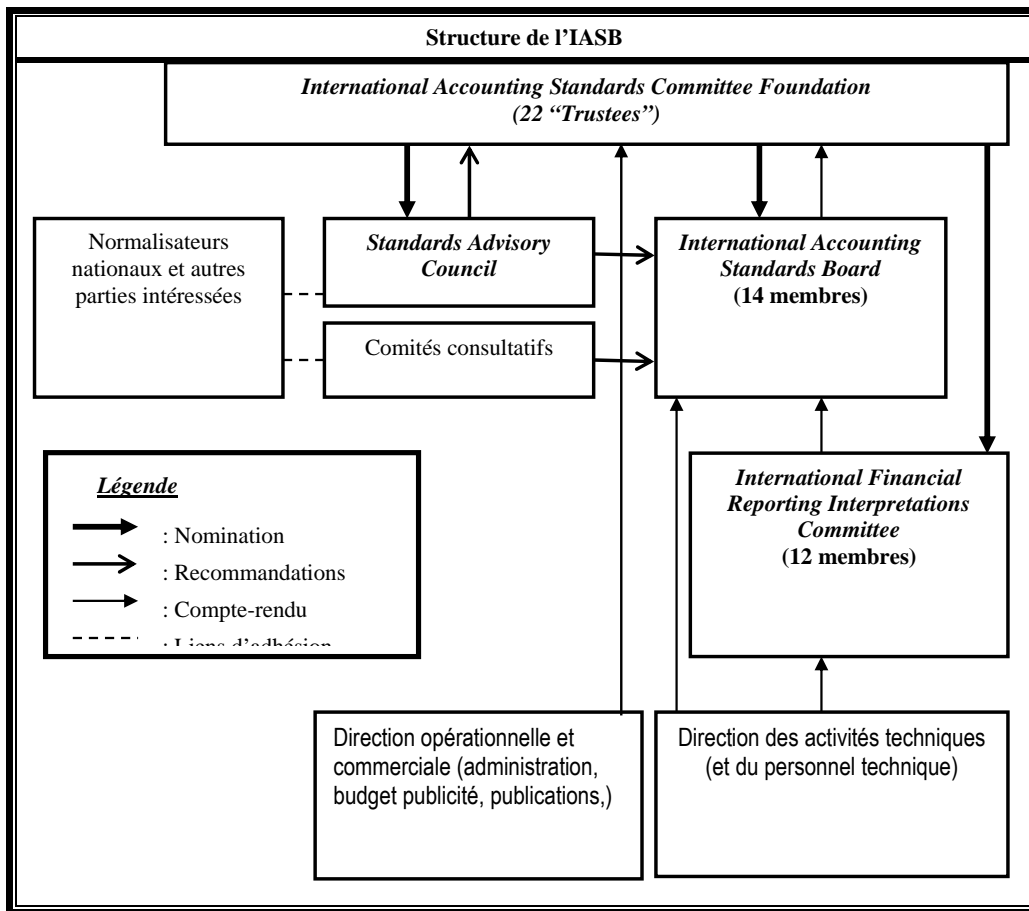 Structure de l'IASB
International Accounting Standards Committee Foundation
(22 “Trustees”)
Normalisateurs
nationaux et autres
parties intéressées
Standards Advisory
Council
International Accounting
Standards Board
(14 membres)
Comités consultatifs
Légende
: Nomination
: Recommandations
: Compte-rendu
: Liens d'adhésion
International Financial
Reporting Interpretations
Committee
(12 membres)
Direction opérationnelle et
commerciale (administration,
budget publicité, publications,)
Direction des activités techniques
(et du personnel technique)